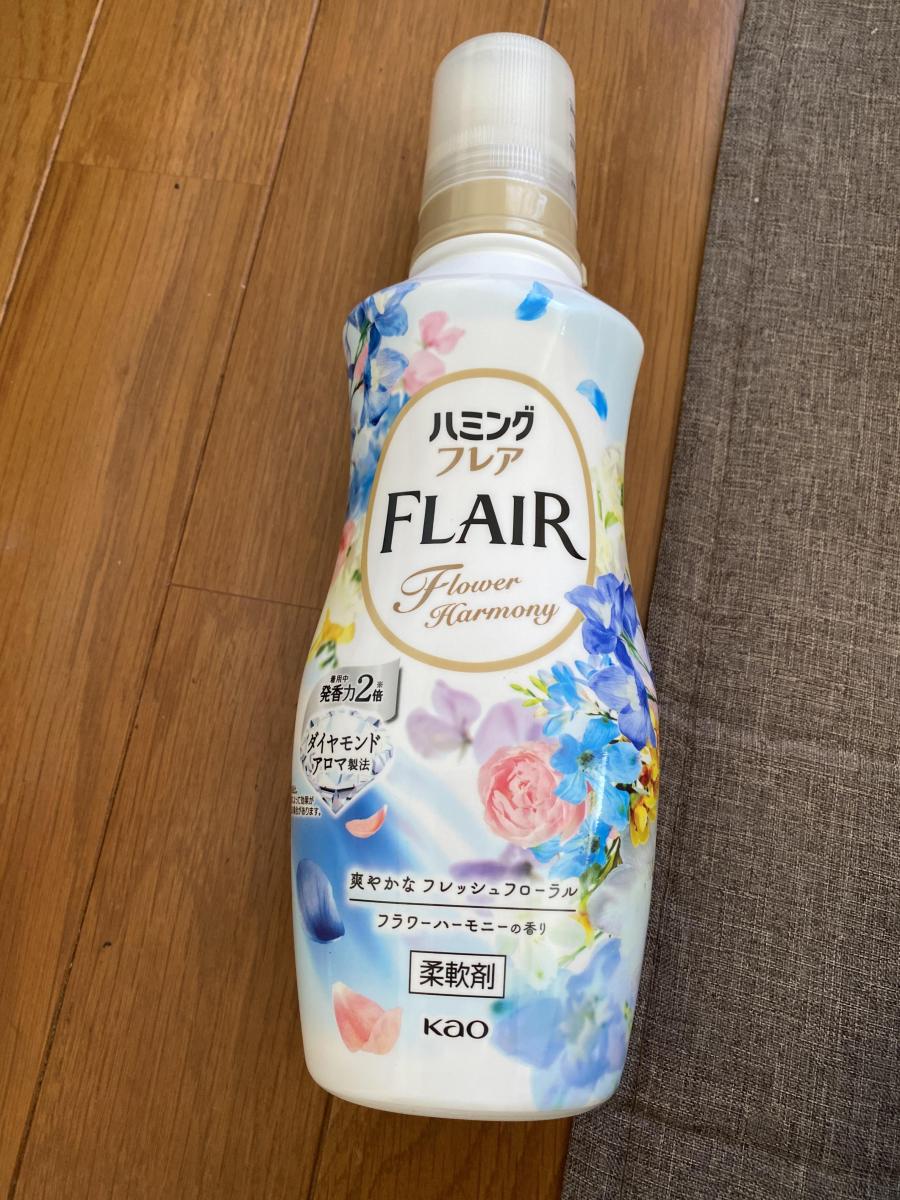 ハミング
フレア
FLAIR
Flower
Harmony
着用中
発香力2倍※
ダイヤモンド
アロマ製法
爽やかな フレッシュフローラル
フラワーハーモニーの香り
柔軟剤
Kao